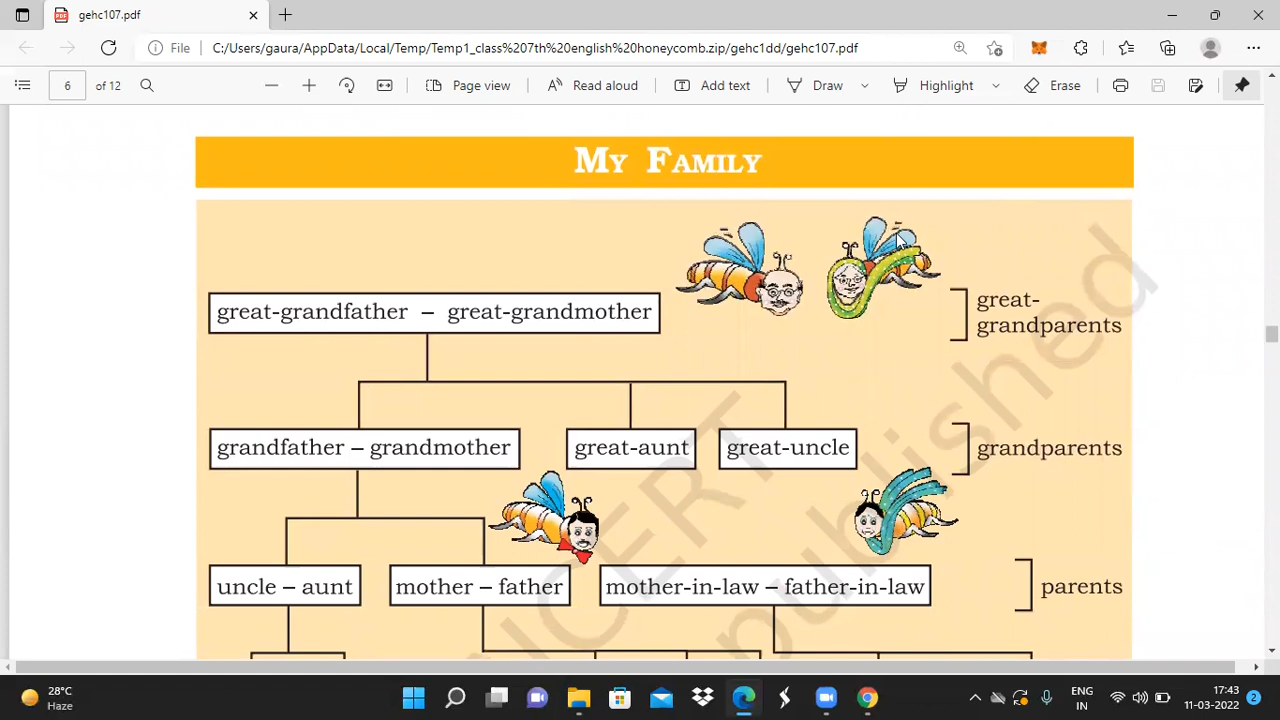 gehc107.pdf
File C:/Users/gaura/AppData/Local/Temp/Temp1_class%207th%20english%20honeycomb.zip/gehc1dd/gehc107.pdf
6 of 12 Page view Read aloud Add text Draw Highlight Erase
MY FAMILY
great-grandfather – great-grandmother
great-
grandparents
grandfather – grandmother
great-aunt
great-uncle
grandparents
uncle – aunt
mother – father
mother-in-law – father-in-law
parents
NCERT
published
28°C
Haze
ENG
IN
17:43
11-03-2022
2